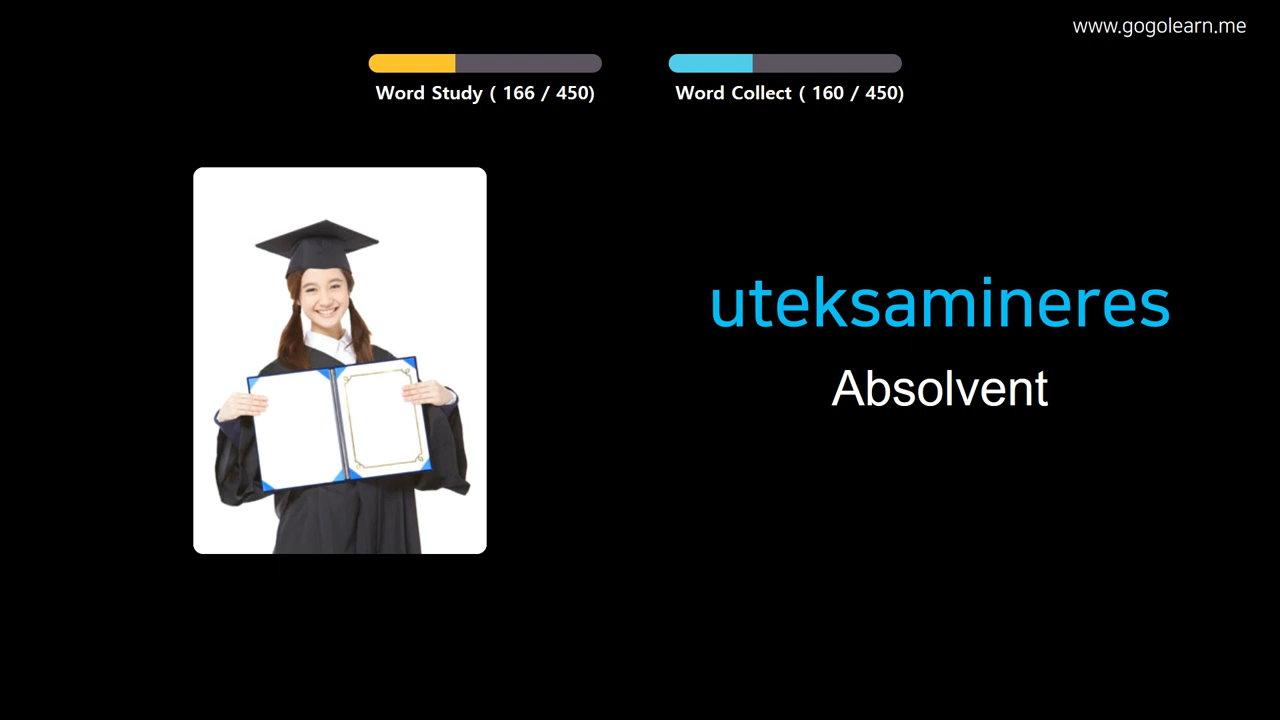 www.gogolearn.me
Word Study ( 166 / 450)
Word Collect ( 160 / 450)
uteksamineres
Absolvent